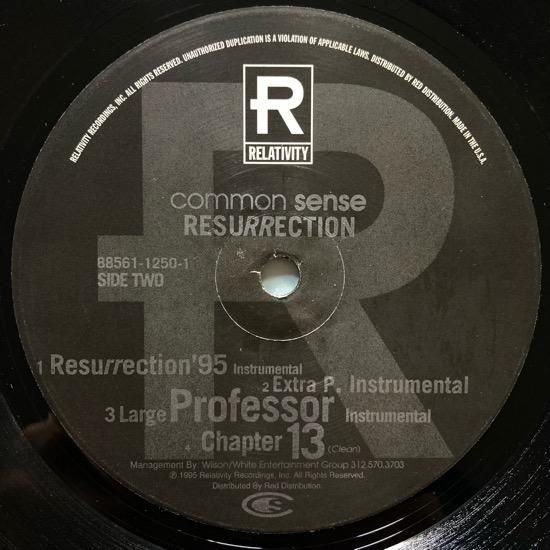 RELATIVITY RECORDINGS, INC. ALL RIGHTS RESERVED. UNAUTHORIZED DUPLICATION IS A VIOLATION OF APPLICABLE LAWS. DISTRIBUTED BY RED DISTRIBUTION. MADE IN THE U.S.A.
R
RELATIVITY
common sense
RESURRECTION
88561-1250-1
SIDE TWO
1 Resurrection'95 Instrumental
2 Extra P. Instrumental
3 Large Professor Instrumental
4 Chapter 13 (Clean)
Management By: Wilson/White Entertainment Group 312.570.3703
℗ 1995 Relativity Recordings, Inc. All Rights Reserved.
Distributed By Red Distribution.